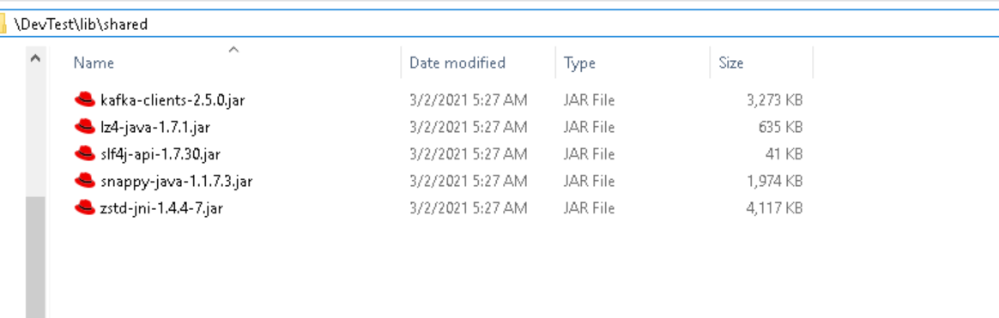 \DevTest\lib\shared
Name Date modified Type Size
kafka-clients-2.5.0.jar 3/2/2021 5:27 AM JAR File 3,273 KB
lz4-java-1.7.1.jar 3/2/2021 5:27 AM JAR File 635 KB
slf4j-api-1.7.30.jar 3/2/2021 5:27 AM JAR File 41 KB
snappy-java-1.1.7.3.jar 3/2/2021 5:27 AM JAR File 1,974 KB
zstd-jni-1.4.4-7.jar 3/2/2021 5:27 AM JAR File 4,117 KB